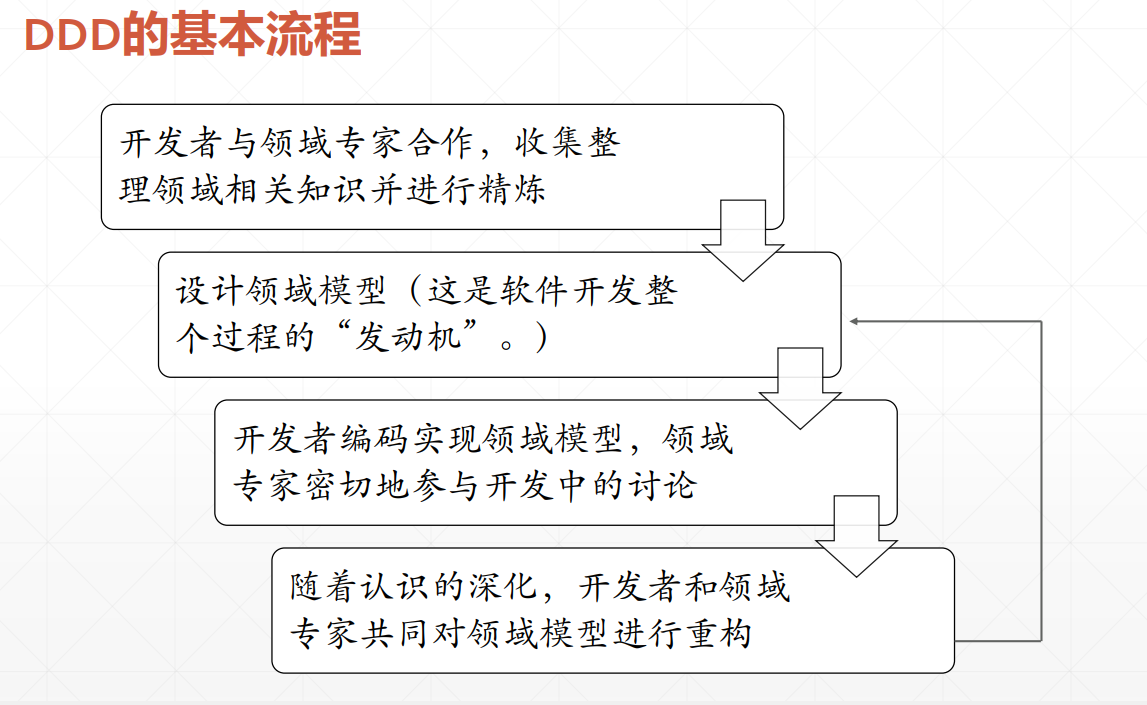 DDD的基本流程
开发者与领域专家合作，收集整
理领域相关知识并进行精炼
设计领域模型（这是软件开发整
个过程的“发动机”。）
开发者编码实现领域模型，领域
专家密切地参与开发中的讨论
随着认识的深化，开发者和领域
专家共同对领域模型进行重构